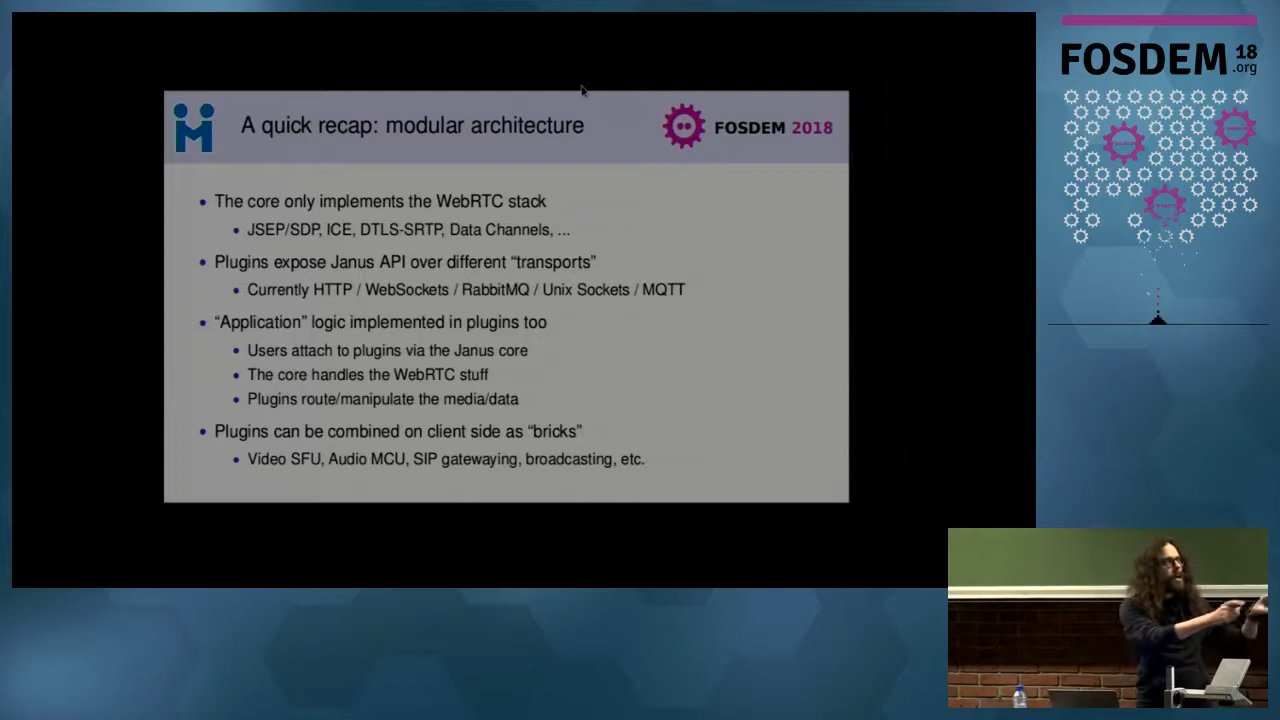 FOSDEM 18
.org
A quick recap: modular architecture
FOSDEM 2018
• The core only implements the WebRTC stack
• JSEP/SDP, ICE, DTLS-SRTP, Data Channels, ...
• Plugins expose Janus API over different “transports”
• Currently HTTP / WebSockets / RabbitMQ / Unix Sockets / MQTT
• “Application” logic implemented in plugins too
• Users attach to plugins via the Janus core
• The core handles the WebRTC stuff
• Plugins route/manipulate the media/data
• Plugins can be combined on client side as “bricks”
• Video SFU, Audio MCU, SIP gatewaying, broadcasting, etc.